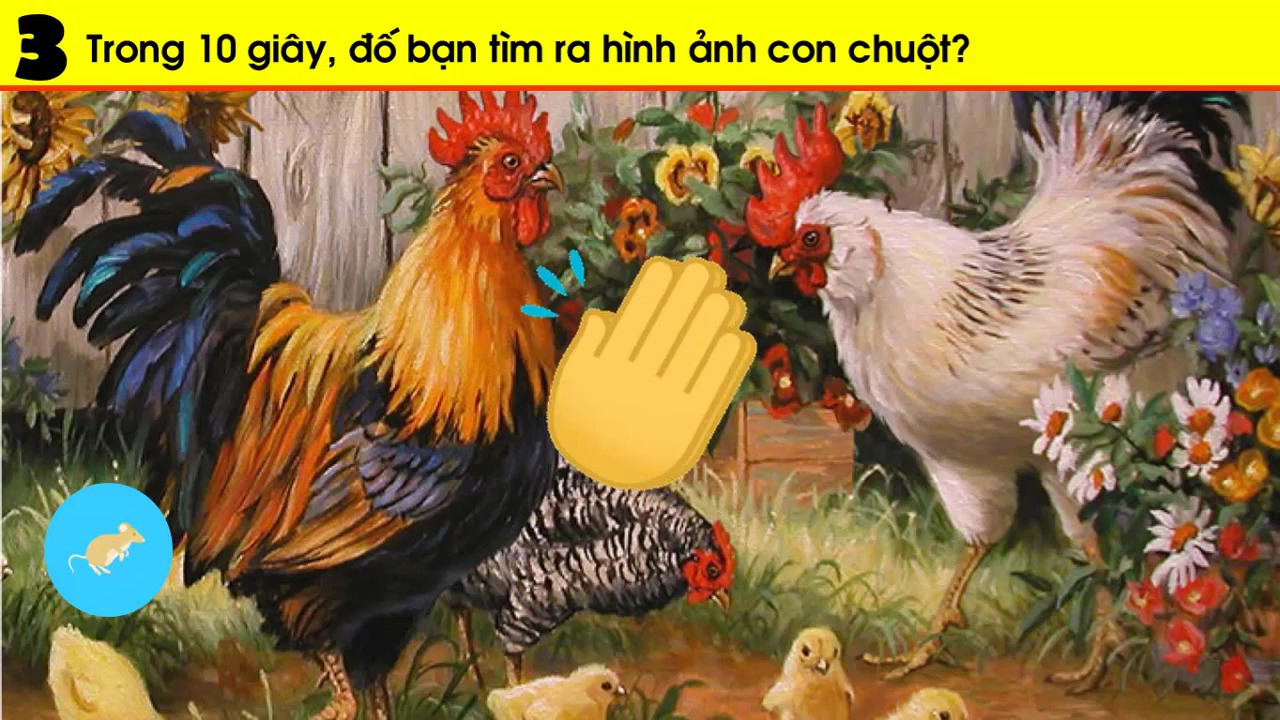 3 Trong 10 giây, đố bạn tìm ra hình ảnh con chuột?